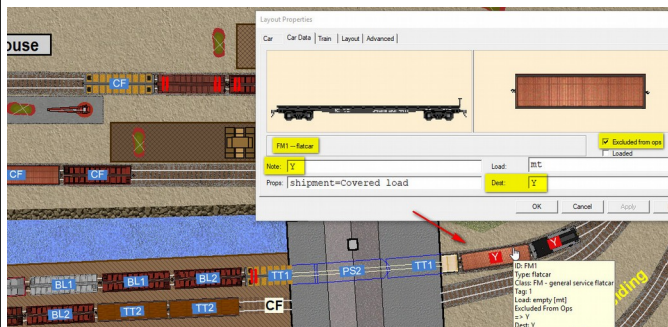 Layout Properties
ouse
Car
Car Data
Train
Layout
Advanced
CF
FM1 --- flatcar
Excluded from ops
Loaded
Note: Y
Load: mt
Props: shipment=Covered load
Dest: Y
CF
CF
OK
Cancel
Apply
BL1
BL1
BL2
TT1
PS2
TT1
Y
Y
TT2
TT2
CF
ID: FM1
Type: flatcar
Class: FM - general service flatcar
Tag: 1
Load: empty [mt]
Excluded From Ops
=> Y
Dest: Y
iding